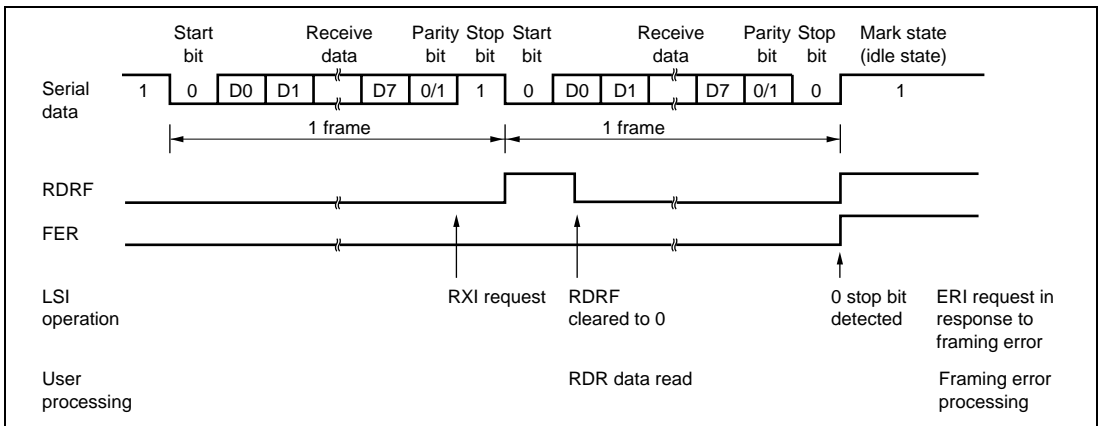 Start bit Receive data Parity bit Stop bit Start bit Receive data Parity bit Stop bit Mark state (idle state)
Serial data 1 0 D0 D1 D7 0/1 1 0 D0 D1 D7 0/1 0 1
1 frame 1 frame
RDRF
FER
LSI operation RXI request RDRF cleared to 0 0 stop bit detected ERI request in response to framing error
User processing RDR data read Framing error processing